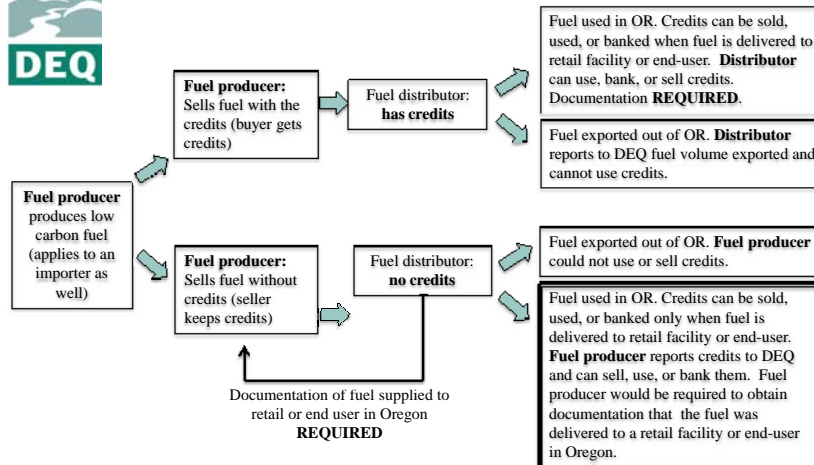 DEQ
Fuel producer
produces low
carbon fuel
(applies to an
importer as
well)
Fuel producer:
Sells fuel with the
credits (buyer gets
credits)
Fuel distributor:
has credits
Fuel used in OR. Credits can be sold,
used, or banked when fuel is delivered to
retail facility or end-user. Distributor
can use, bank, or sell credits.
Documentation REQUIRED.
Fuel exported out of OR. Distributor
reports to DEQ fuel volume exported and
cannot use credits.
Fuel producer:
Sells fuel without
credits (seller
keeps credits)
Fuel distributor:
no credits
Fuel exported out of OR. Fuel producer
could not use or sell credits.
Fuel used in OR. Credits can be sold,
used, or banked only when fuel is
delivered to retail facility or end-user.
Fuel producer reports credits to DEQ
and can sell, use, or bank them. Fuel
producer would be required to obtain
documentation that the fuel was
delivered to a retail facility or end-user
in Oregon.
Documentation of fuel supplied to
retail or end user in Oregon
REQUIRED